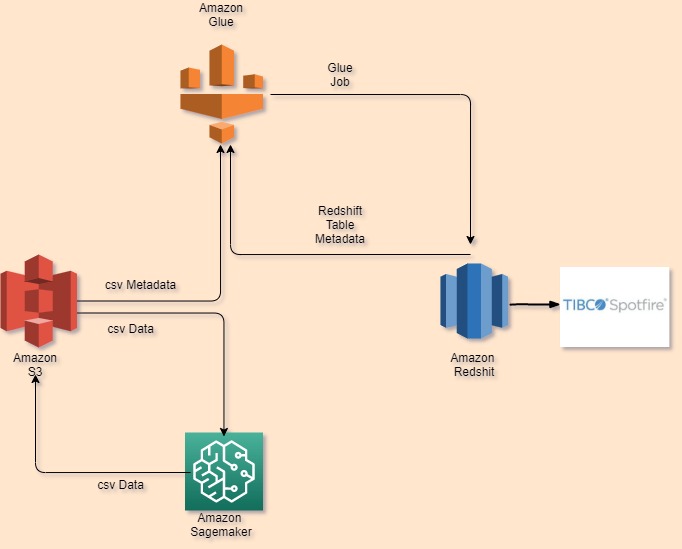 Amazon
Glue
Glue
Job
Redshift
Table
Metadata
csv Metadata
csv Data
TIBCO Spotfire®
Amazon
S3
Amazon
Redshit
csv Data
Amazon
Sagemaker